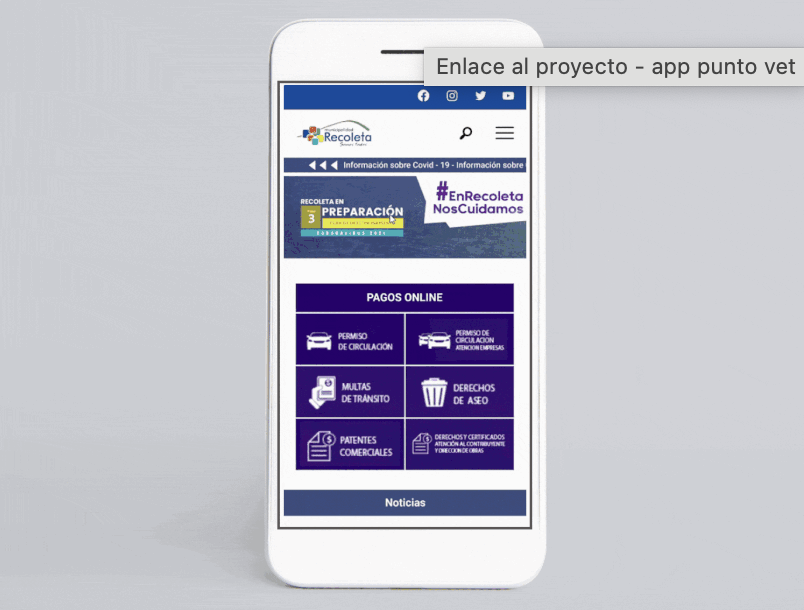 Enlace al proyecto - app punto vet
municipalidad
Recoleta
Información sobre Covid - 19 - Información sobre
RECOLETA EN
3
PREPARACIÓN
#EnRecoleta
NosCuidamos
PAGOS ONLINE
PERMISO
DE CIRCULACIÓN
PERMISO DE
CIRCULACION
ATENCION EMPRESAS
MULTAS
DE TRÁNSITO
DERECHOS
DE ASEO
PATENTES
COMERCIALES
DERECHOS Y CERTIFICADOS
ATENCIÓN AL CONTRIBUYENTE
Y DIRECCION DE OBRAS
Noticias